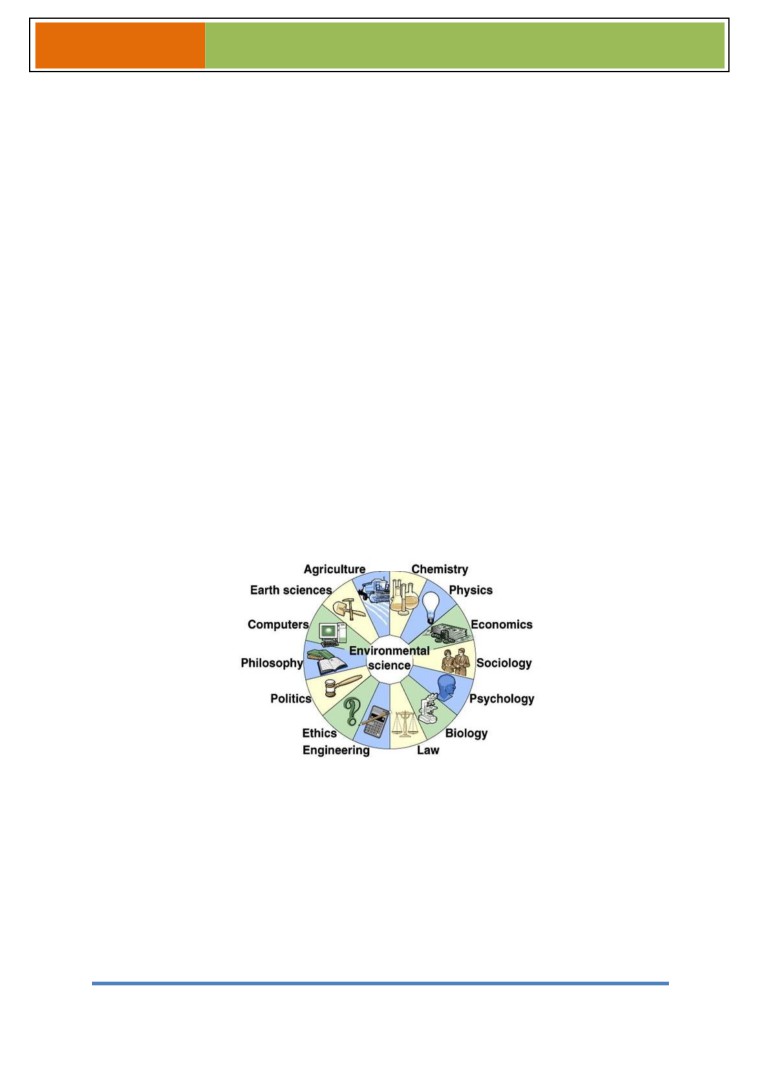 Agriculture Chemistry
Earth sciences Physics
Computers Economics
Environmental
science
Philosophy Sociology
Politics Psychology
Ethics Biology
Engineering Law